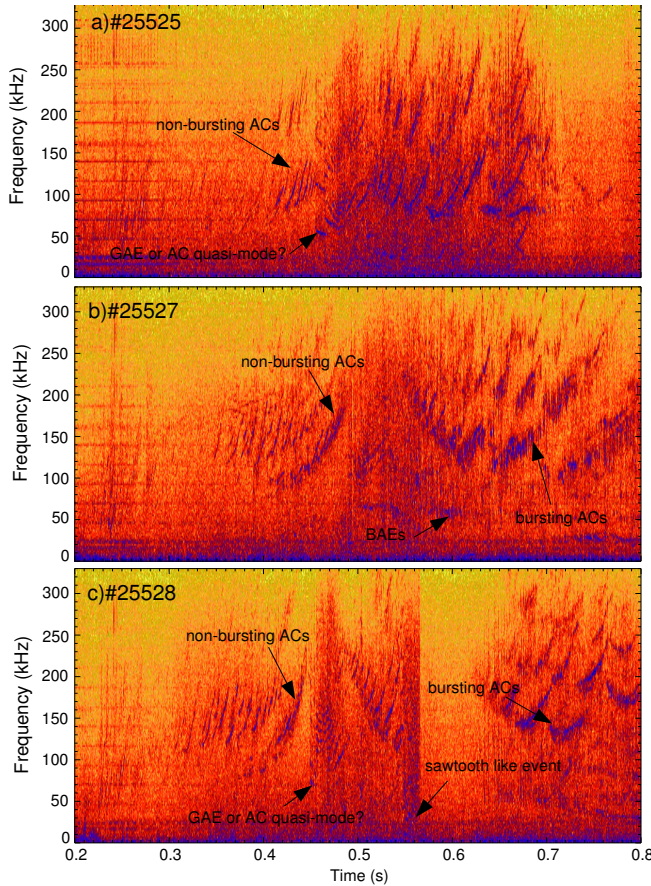 a)#25525
300
250
200
150
100
50
0
Frequency (kHz)
non-bursting ACs
GAE or AC quasi-mode?
b)#25527
300
250
200
150
100
50
0
Frequency (kHz)
non-bursting ACs
BAEs
bursting ACs
c)#25528
300
250
200
150
100
50
0
Frequency (kHz)
non-bursting ACs
bursting ACs
sawtooth like event
GAE or AC quasi-mode?
0.2 0.3 0.4 0.5 0.6 0.7 0.8
Time (s)